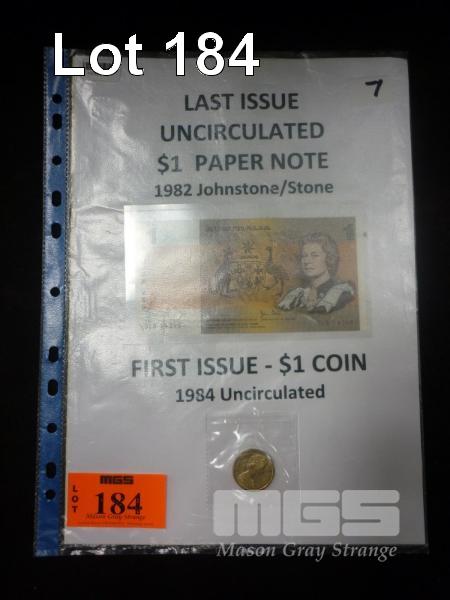 Lot 184
7
LAST ISSUE
UNCIRCULATED
$1 PAPER NOTE
1982 Johnstone/Stone
AUSTRALIA
FIRST ISSUE - $1 COIN
1984 Uncirculated
MGS
LOT
184
Mason Gray Strange
MGS
Mason Gray Strange